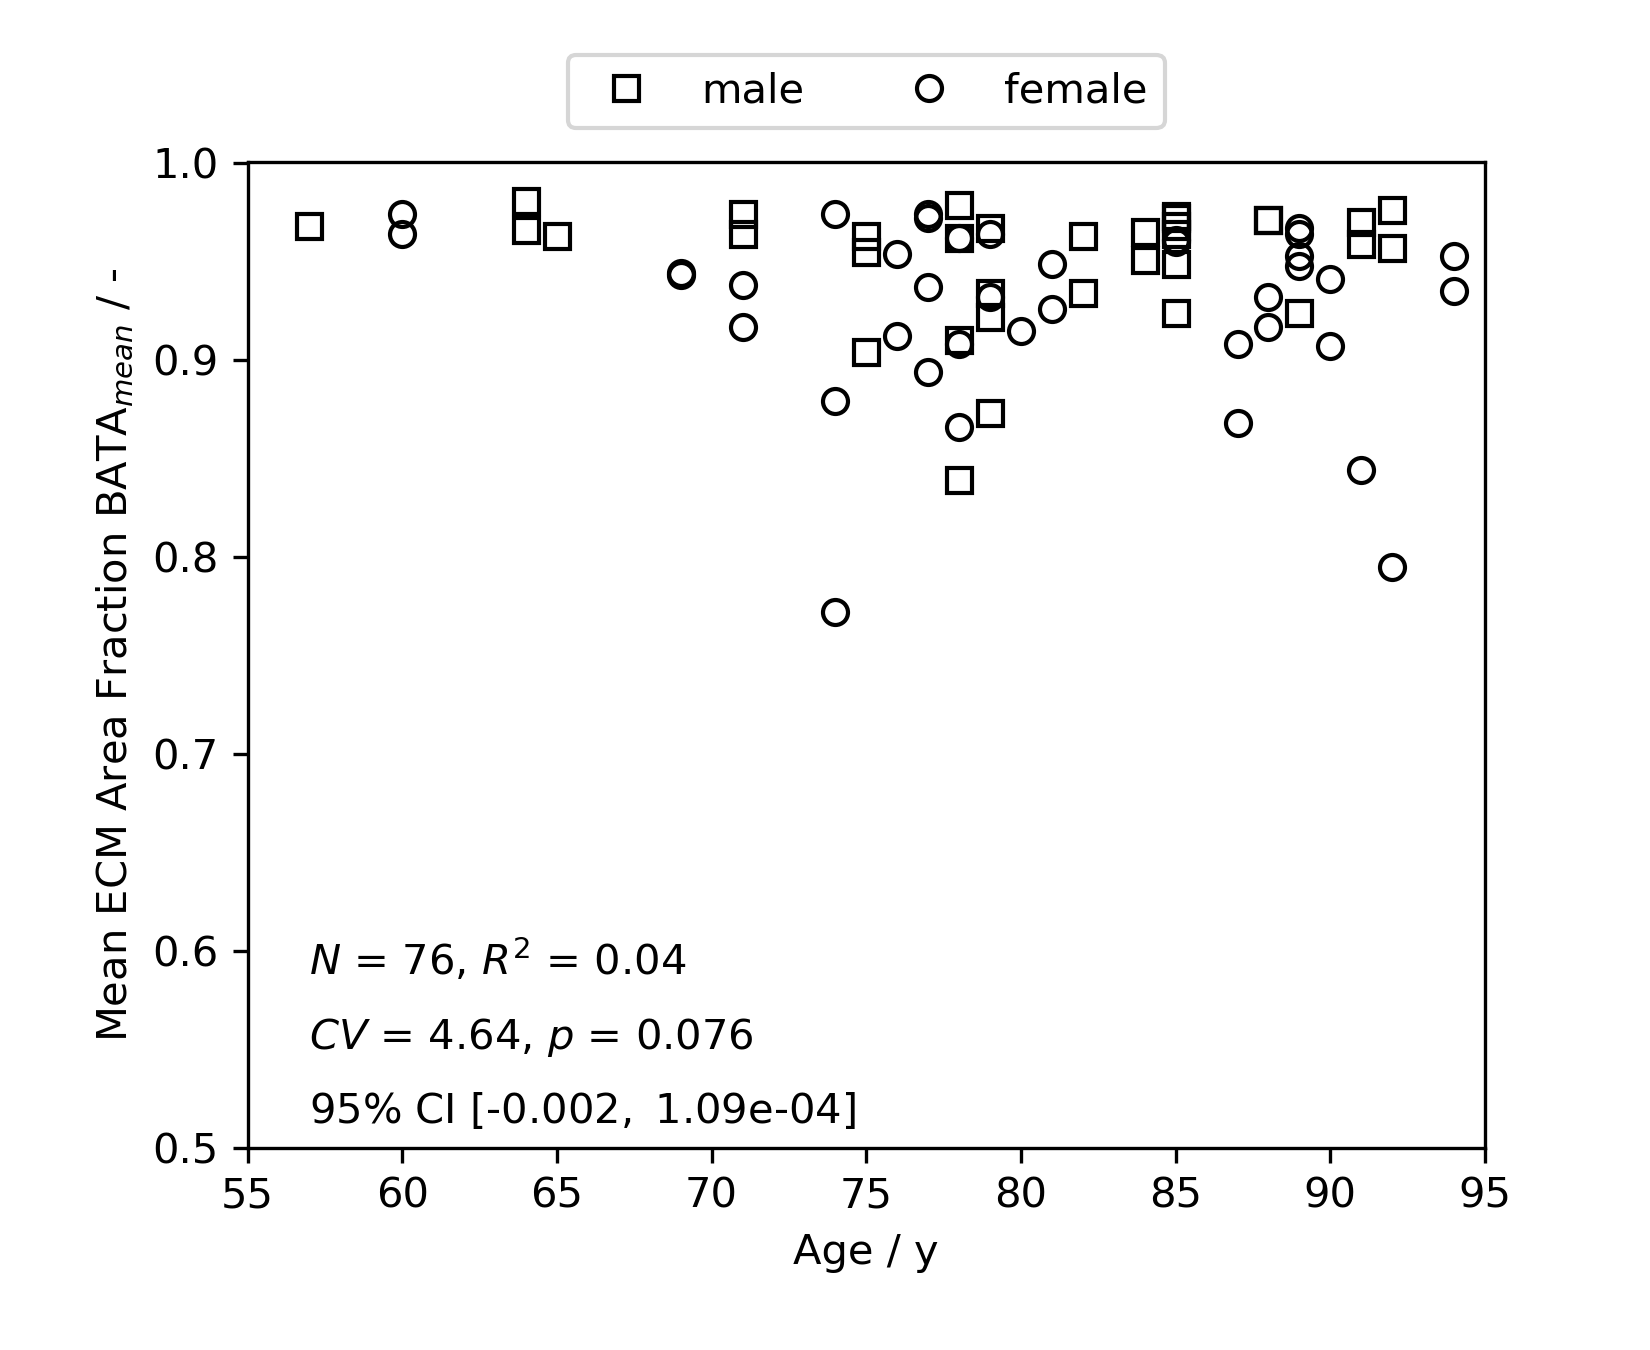 male female
1.0
0.9
0.8
0.7
0.6
0.5
Mean ECM Area Fraction BATA_mean / -
N = 76, R² = 0.04
CV = 4.64, p = 0.076
95% CI [-0.002, 1.09e-04]
55 60 65 70 75 80 85 90 95
Age / y